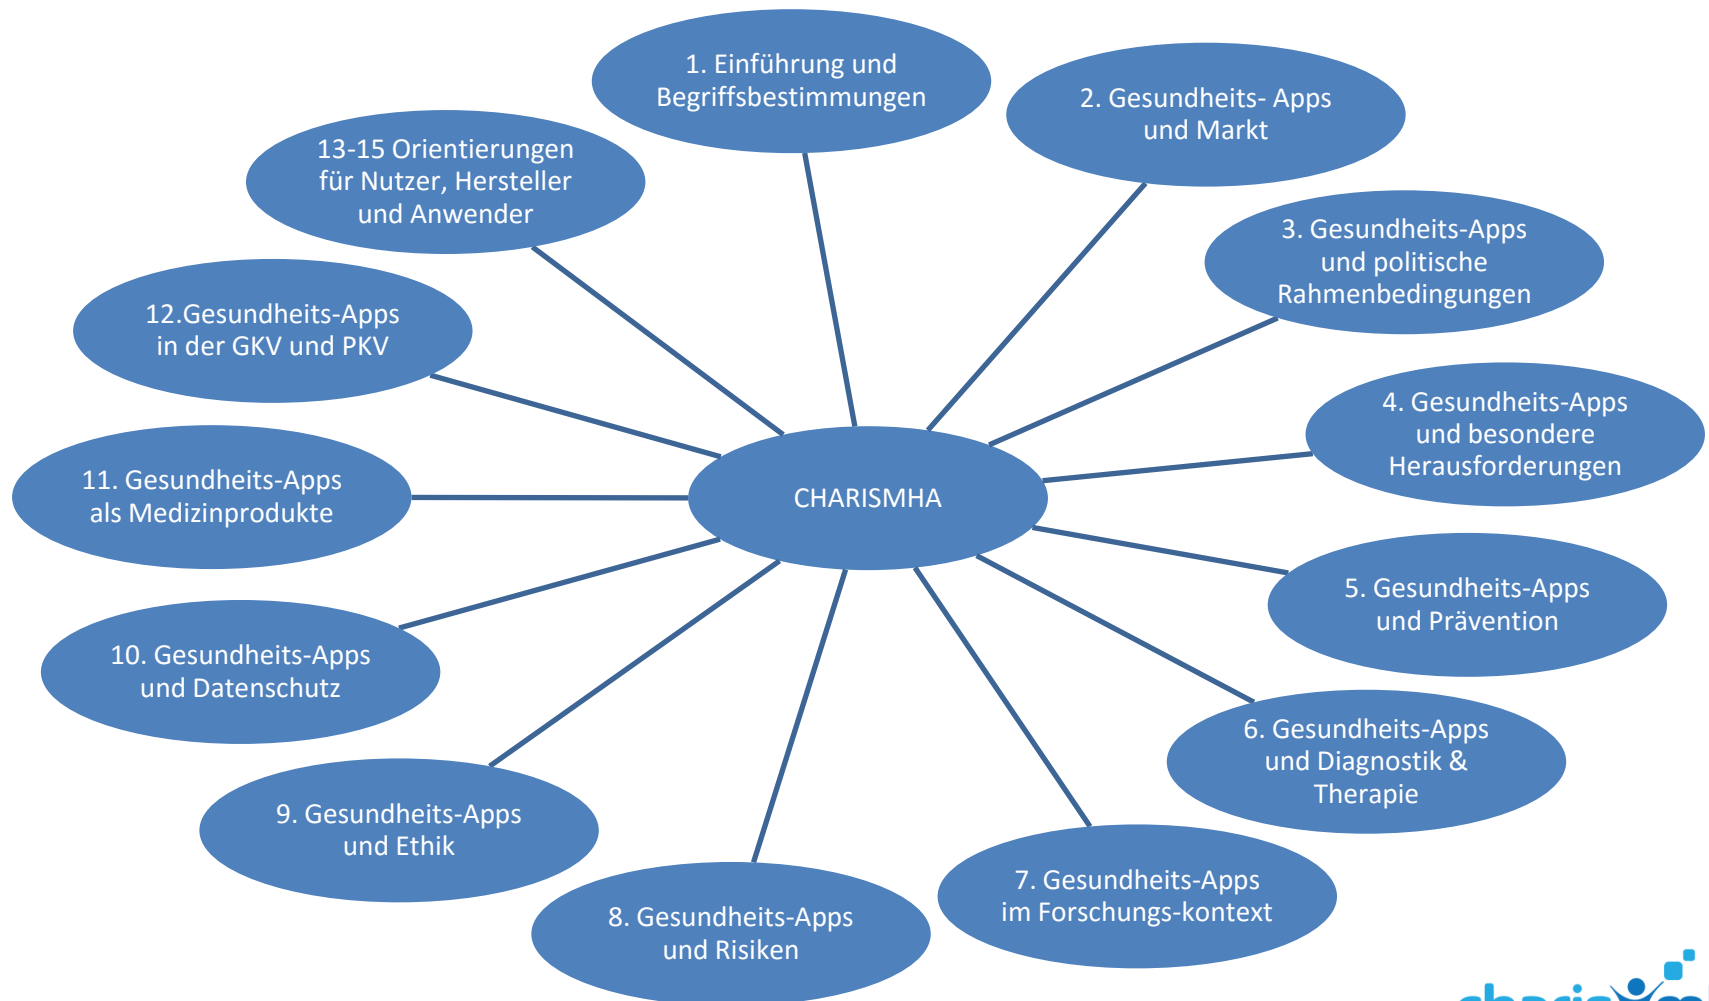 1. Einführung und
Begriffsbestimmungen
2. Gesundheits- Apps
und Markt
3. Gesundheits-Apps
und politische
Rahmenbedingungen
4. Gesundheits-Apps
und besondere
Herausforderungen
5. Gesundheits-Apps
und Prävention
6. Gesundheits-Apps
und Diagnostik &
Therapie
7. Gesundheits-Apps
im Forschungs-kontext
8. Gesundheits-Apps
und Risiken
9. Gesundheits-Apps
und Ethik
10. Gesundheits-Apps
und Datenschutz
11. Gesundheits-Apps
als Medizinprodukte
12.Gesundheits-Apps
in der GKV und PKV
13-15 Orientierungen
für Nutzer, Hersteller
und Anwender
CHARISMHA